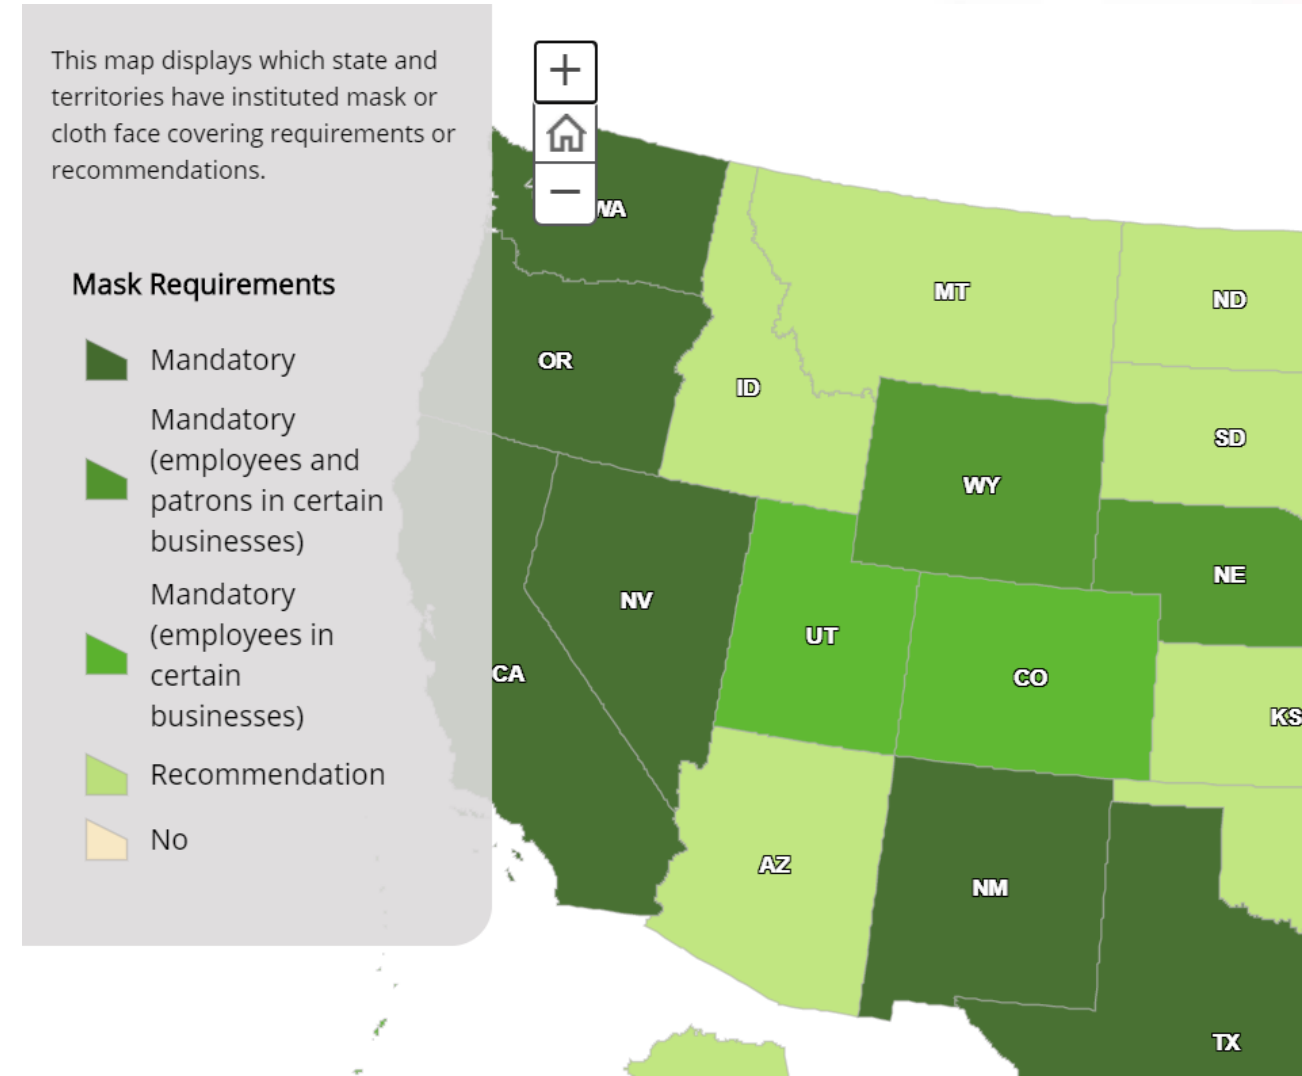 This map displays which state and
territories have instituted mask or
cloth face covering requirements or
recommendations.
Mask Requirements
Mandatory
Mandatory
(employees and
patrons in certain
businesses)
Mandatory
(employees in
certain
businesses)
Recommendation
No
WA
MT
ND
OR
ID
SD
WY
NE
NV
UT
CA
CO
KS
AZ
NM
TX